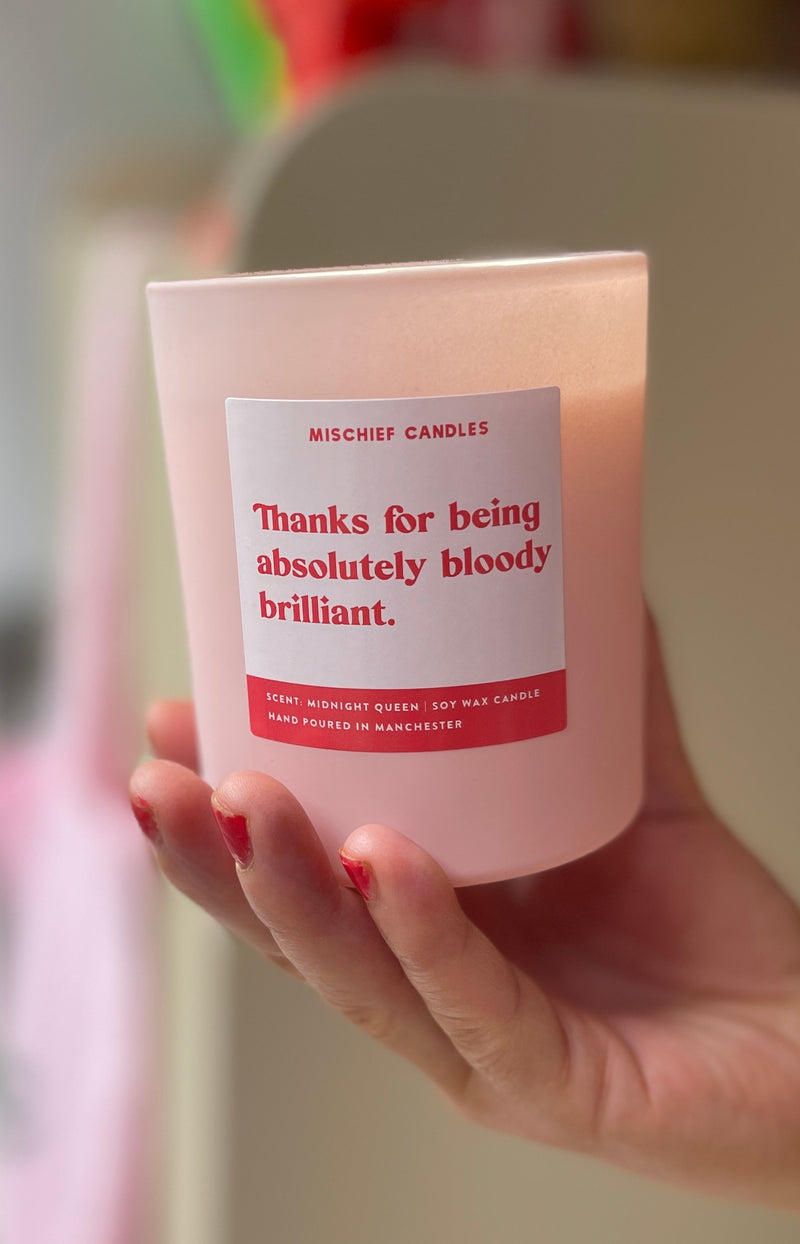 MISCHIEF CANDLES
Thanks for being
absolutely bloody
brilliant.
SCENT: MIDNIGHT QUEEN | SOY WAX CANDLE
HAND POURED IN MANCHESTER